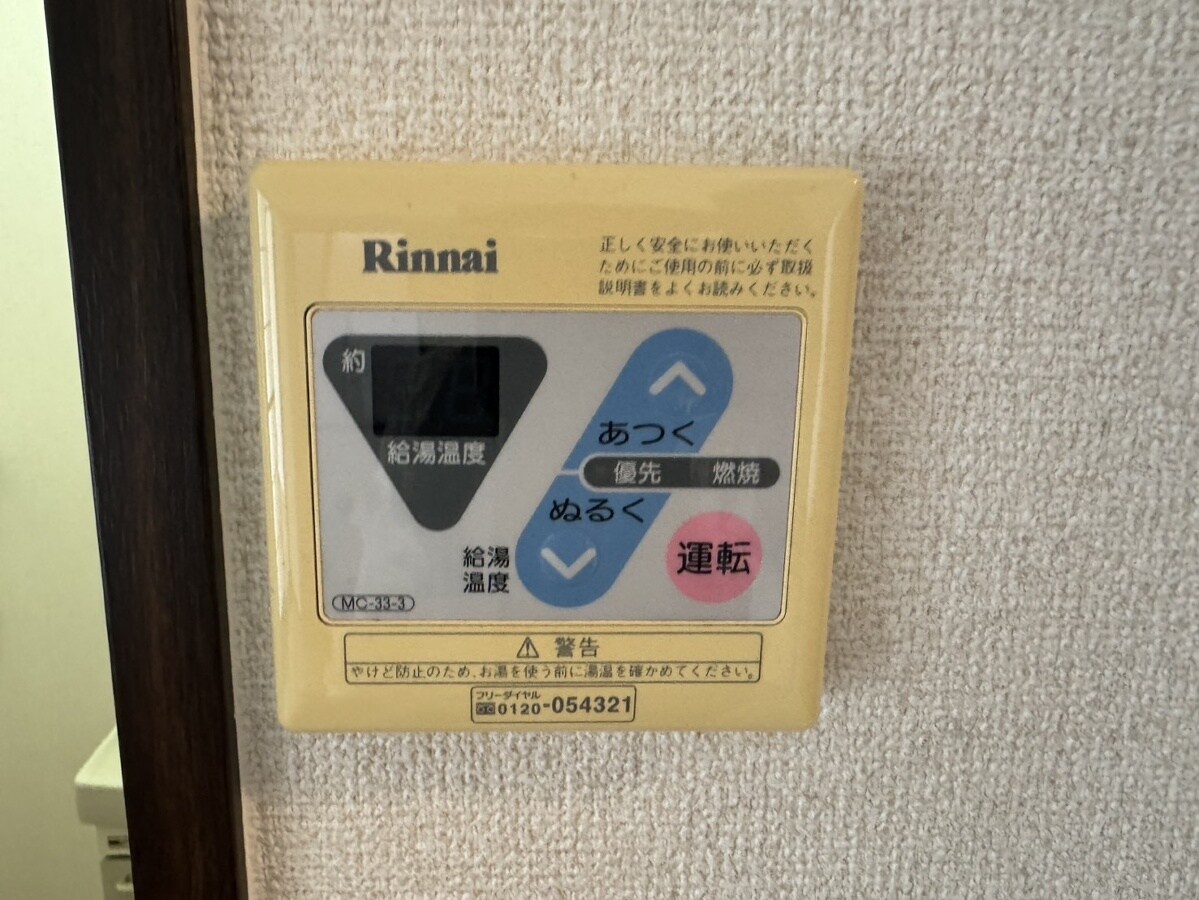 Rinnai
正しく安全にお使いいただく
ためにご使用の前に必ず取扱
説明書をよくお読みください。
約
給湯温度
あつく
優先 燃焼
ぬるく
給湯
温度
運転
MC-33-3
⚠ 警告
やけど防止のため、お湯を使う前に湯温を確かめてください。
フリーダイヤル
0120-054321